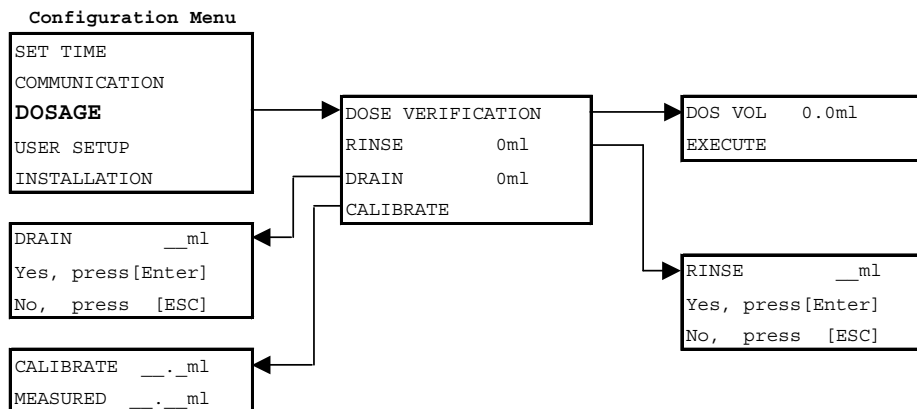 Configuration Menu
SET TIME
COMMUNICATION
DOSAGE
USER SETUP
INSTALLATION
DOSE VERIFICATION
RINSE 0ml
DRAIN 0ml
CALIBRATE
DOS VOL 0.0ml
EXECUTE
DRAIN __ml
Yes, press[Enter]
No, press [ESC]
RINSE __ml
Yes, press[Enter]
No, press [ESC]
CALIBRATE __._ml
MEASURED __.__ml